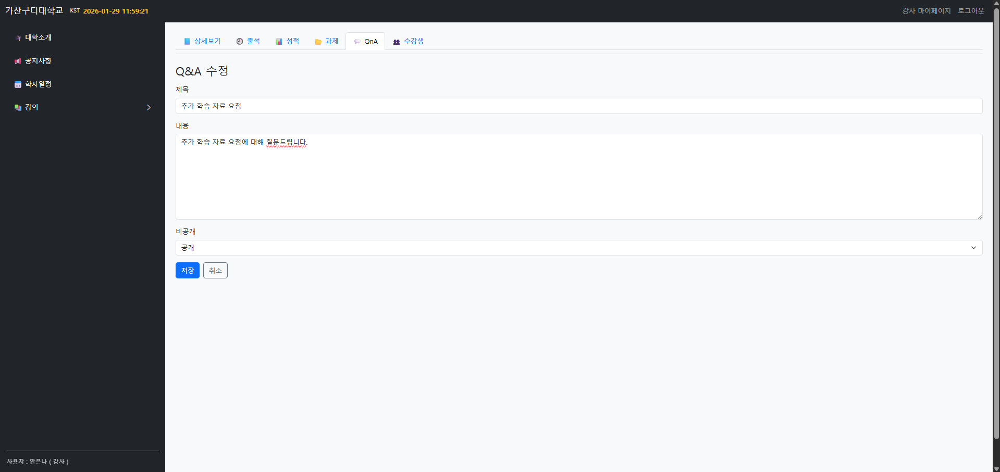 가산구디대학교 KST 2026-01-29 11:59:21 강사 마이페이지 로그아웃
대학소개
공지사항
학사일정
강의
상세보기 출석 성적 과제 QnA 수강생
Q&A 수정
제목
추가 학습 자료 요청
내용
추가 학습 자료 요청에 대해 질문드립니다.
비공개
공개
저장 취소
사용자 : 안은나 ( 강사 )